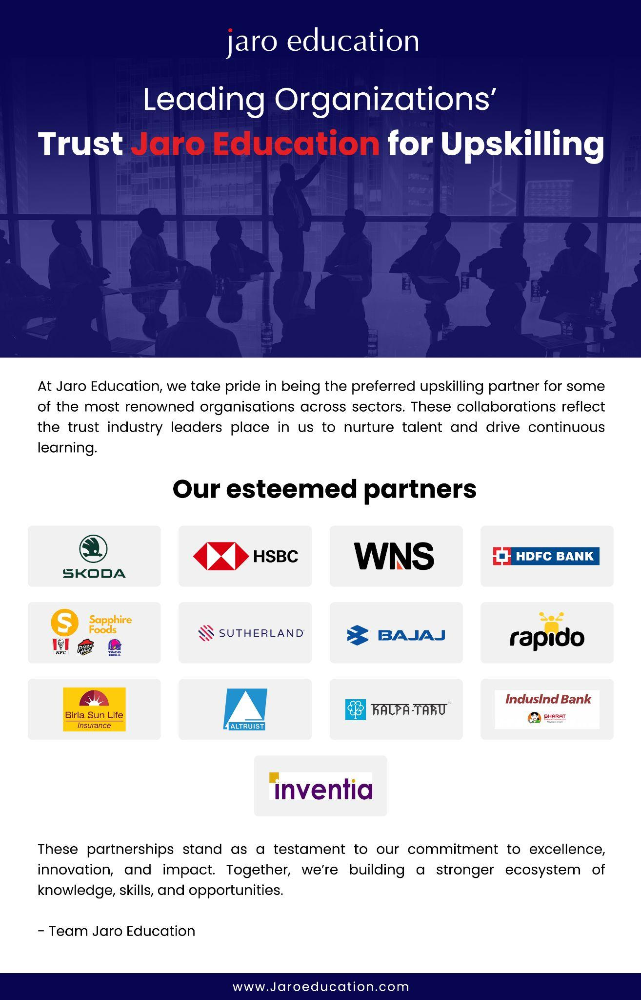 jaro education
Leading Organizations’
Trust Jaro Education for Upskilling
At Jaro Education, we take pride in being the preferred upskilling partner for some
of the most renowned organisations across sectors. These collaborations reflect
the trust industry leaders place in us to nurture talent and drive continuous
learning.
Our esteemed partners
SKODA
HSBC
WNS
HDFC BANK
S
Sapphire
Foods
KFC
Pizza
Hut
TACO
BELL
SUTHERLAND
BAJAJ
rapido
Birla Sun Life
Insurance
ALTRUIST
KALPA-TARU®
IndusInd Bank
BHARAT
Financial Inclusion Ltd
inventia
These partnerships stand as a testament to our commitment to excellence,
innovation, and impact. Together, we’re building a stronger ecosystem of
knowledge, skills, and opportunities.
- Team Jaro Education
www.Jaroeducation.com